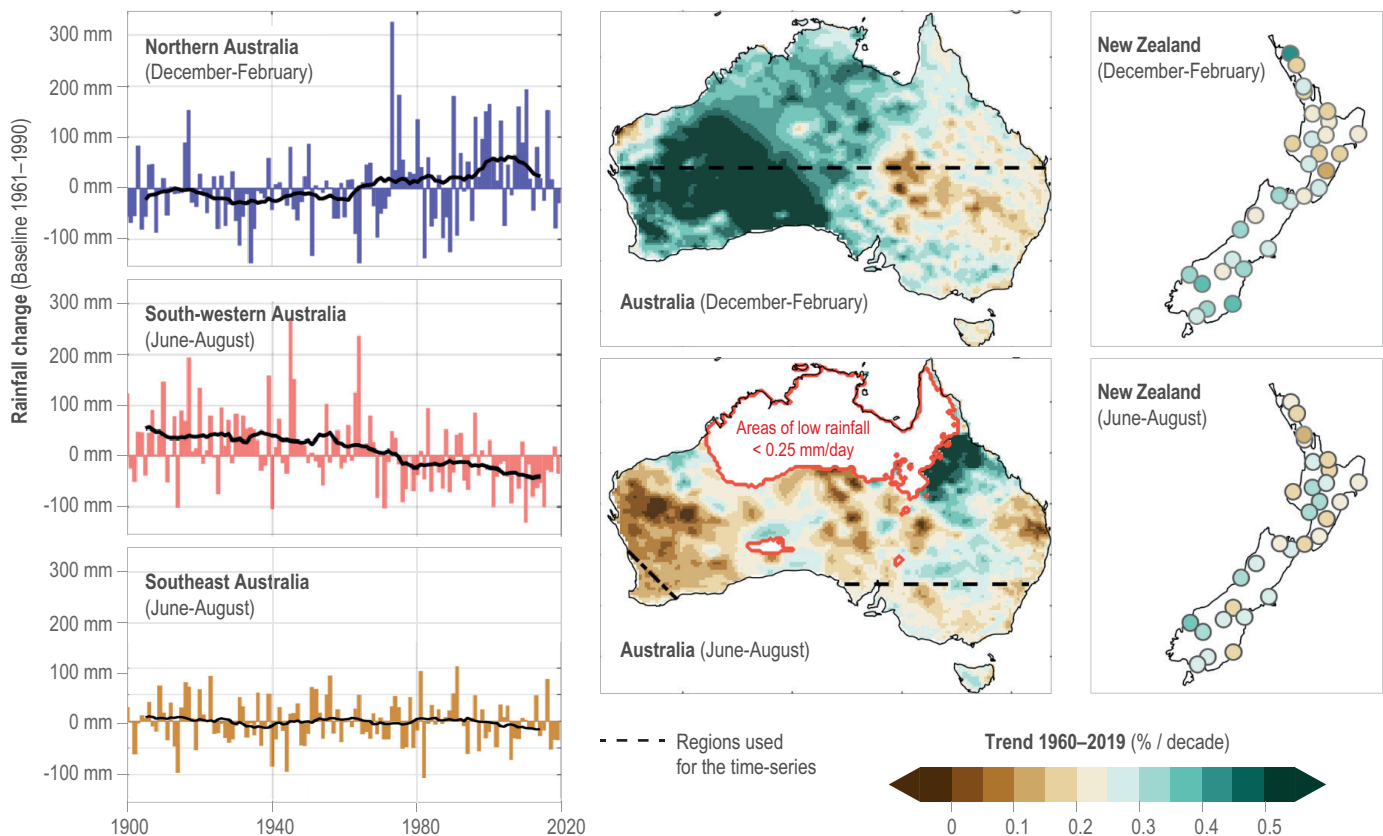 Rainfall change (Baseline 1961–1990)
300 mm
200 mm
100 mm
0 mm
-100 mm
Northern Australia
(December-February)
300 mm
200 mm
100 mm
0 mm
-100 mm
South-western Australia
(June-August)
300 mm
200 mm
100 mm
0 mm
-100 mm
Southeast Australia
(June-August)
1900
1940
1980
2020
Australia (December-February)
New Zealand
(December-February)
Areas of low rainfall
< 0.25 mm/day
Australia (June-August)
New Zealand
(June-August)
Regions used
for the time-series
Trend 1960–2019 (% / decade)
0
0.1
0.2
0.3
0.4
0.5